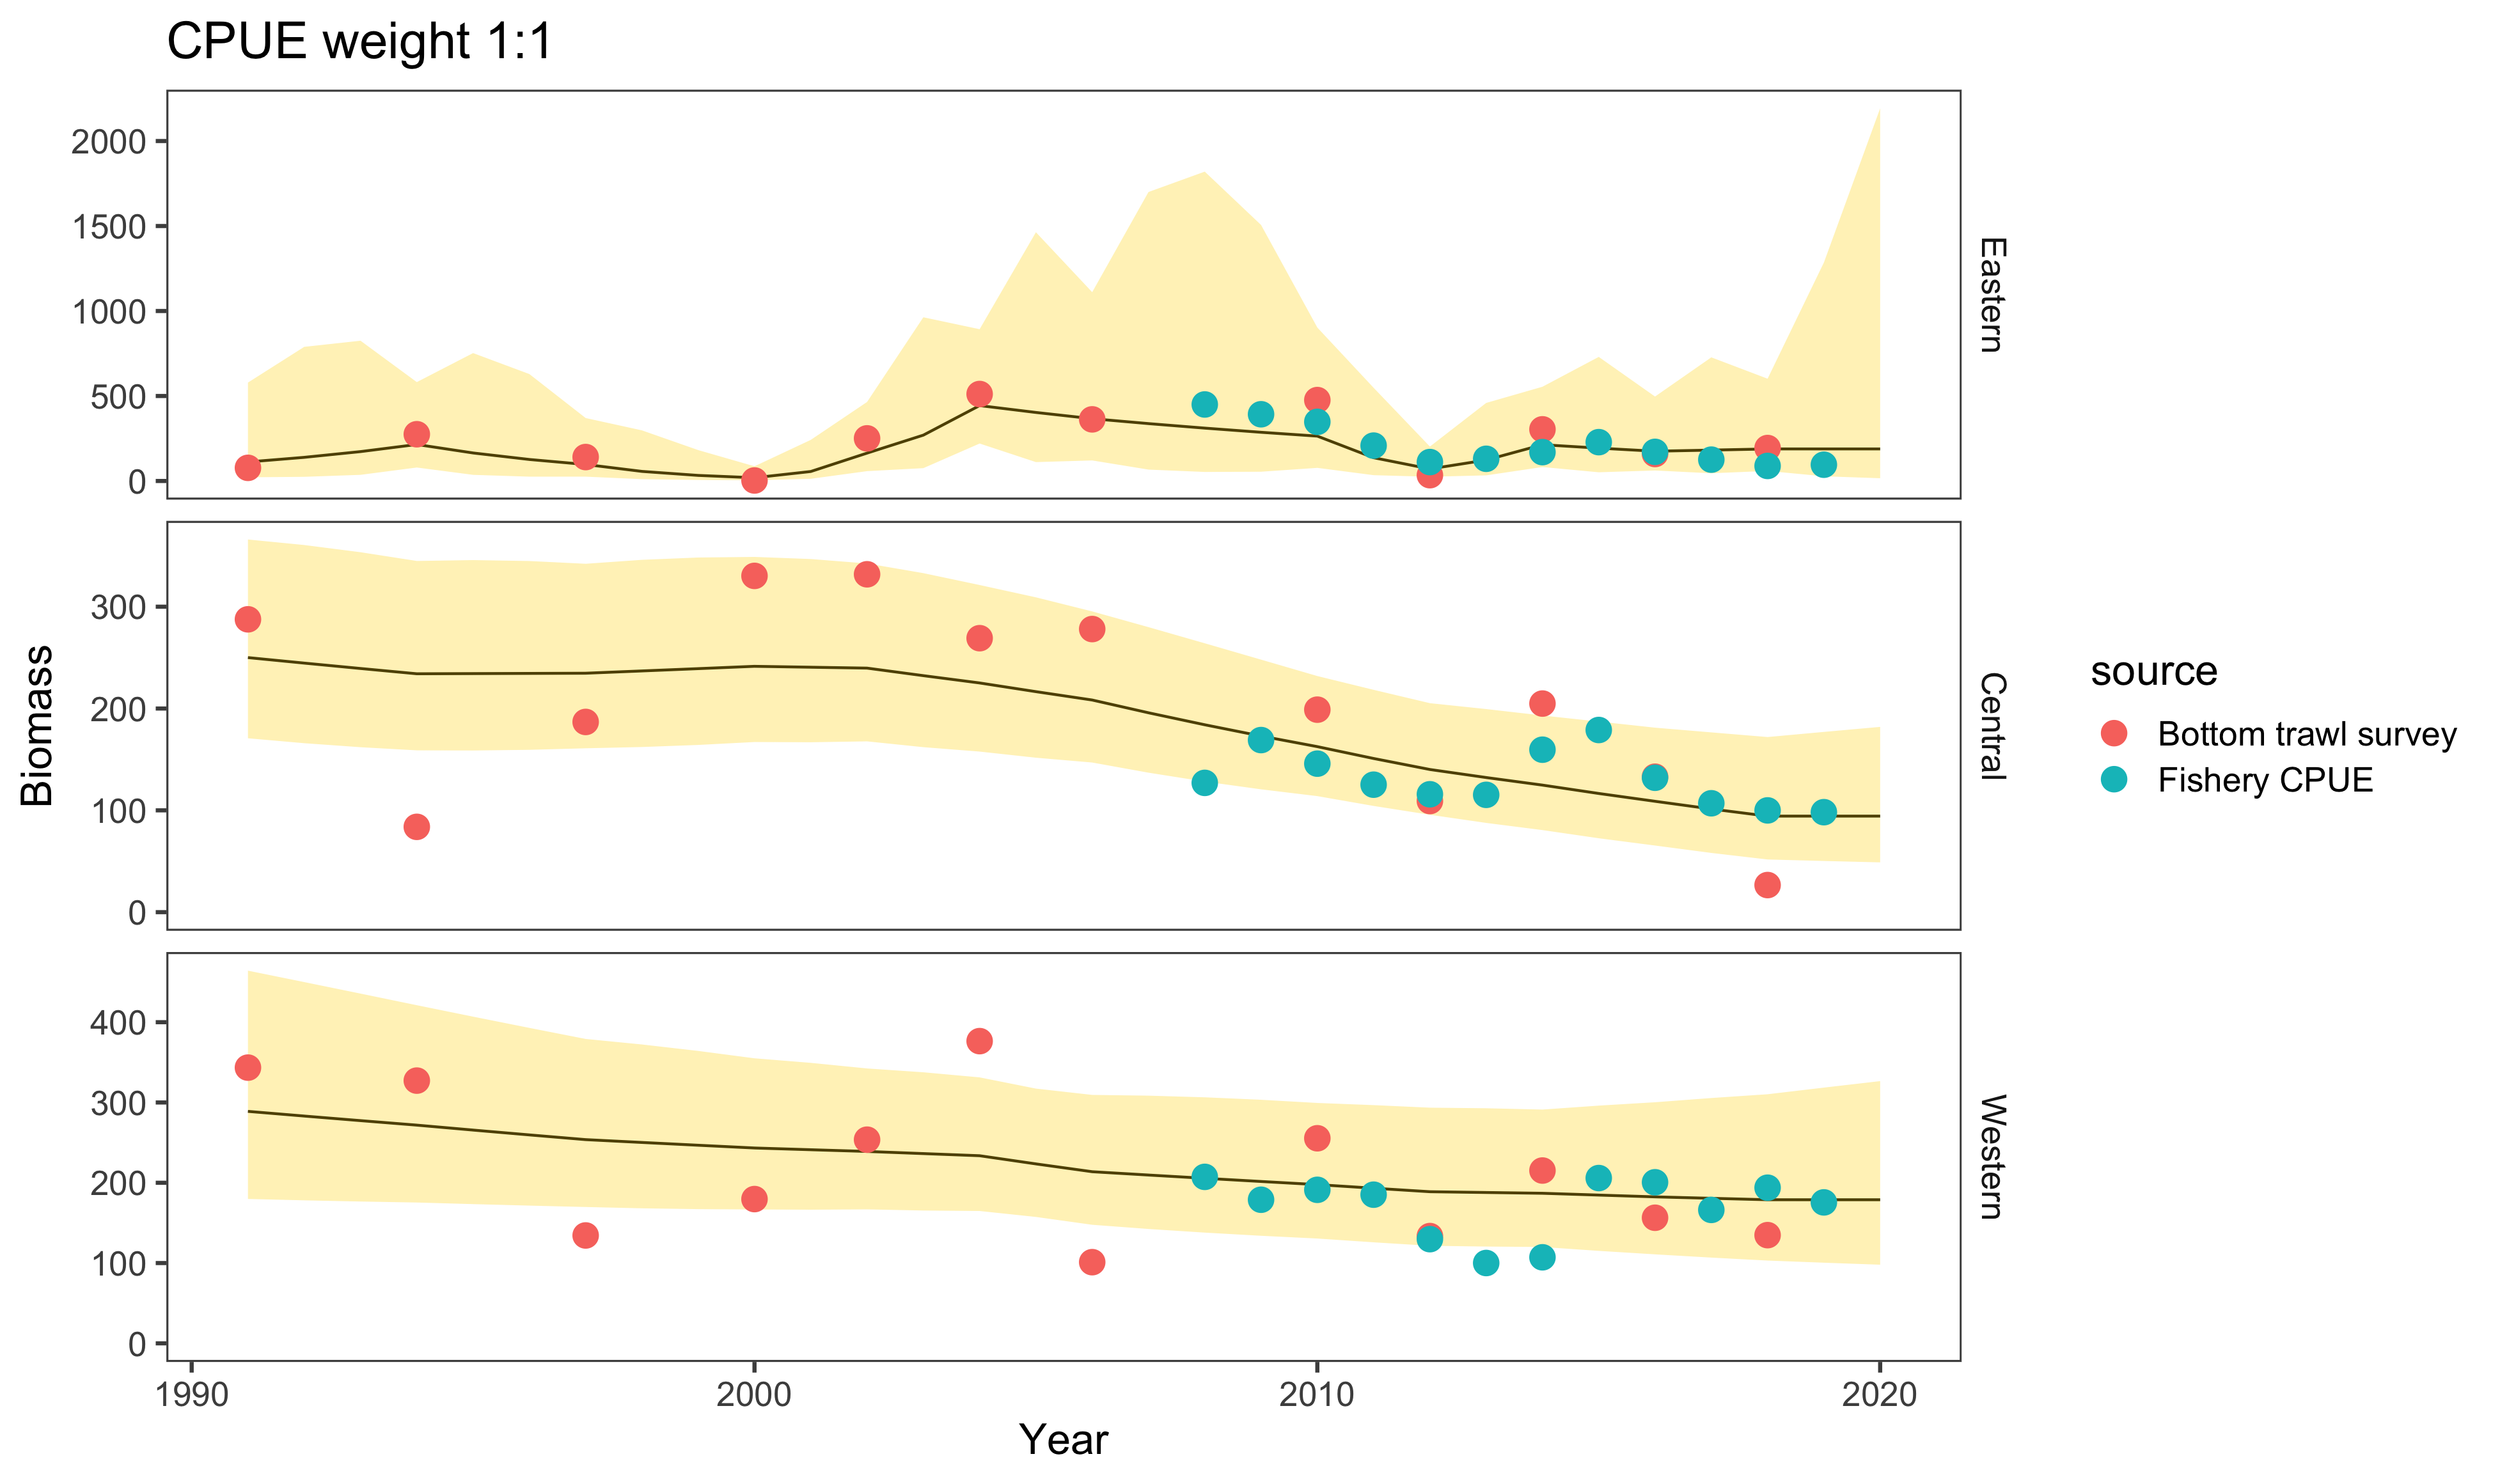 CPUE weight 1:1
2000
1500
1000
500
0
Eastern
300
200
100
0
Central
400
300
200
100
0
Western
Biomass
1990
2000
2010
2020
Year
source
Bottom trawl survey
Fishery CPUE